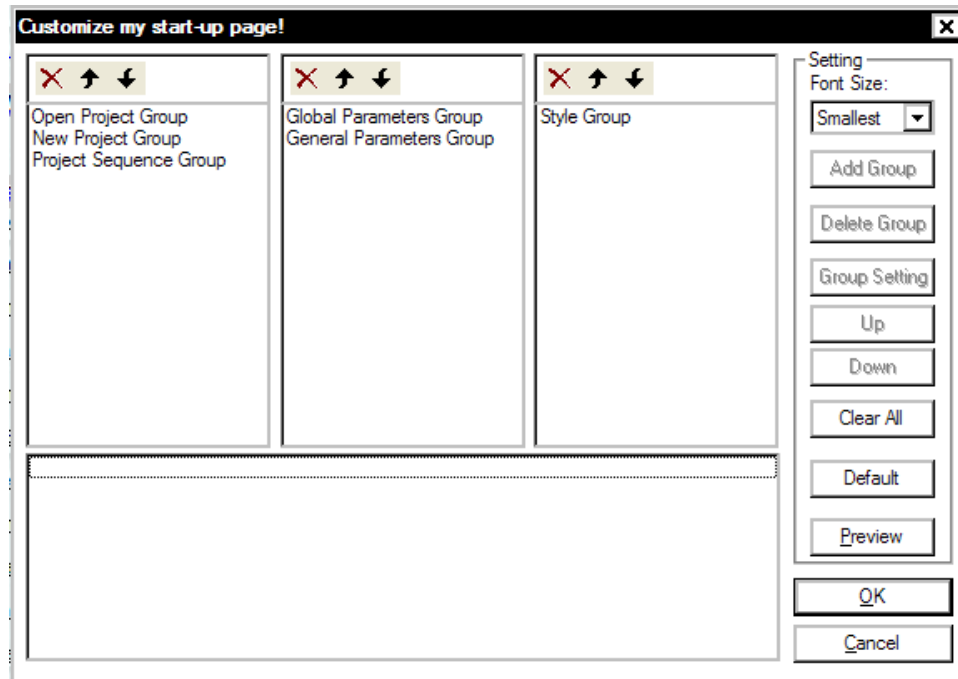 Customize my start-up page!
Open Project Group
New Project Group
Project Sequence Group
Global Parameters Group
General Parameters Group
Style Group
Setting
Font Size:
Smallest
Add Group
Delete Group
Group Setting
Up
Down
Clear All
Default
Preview
OK
Cancel